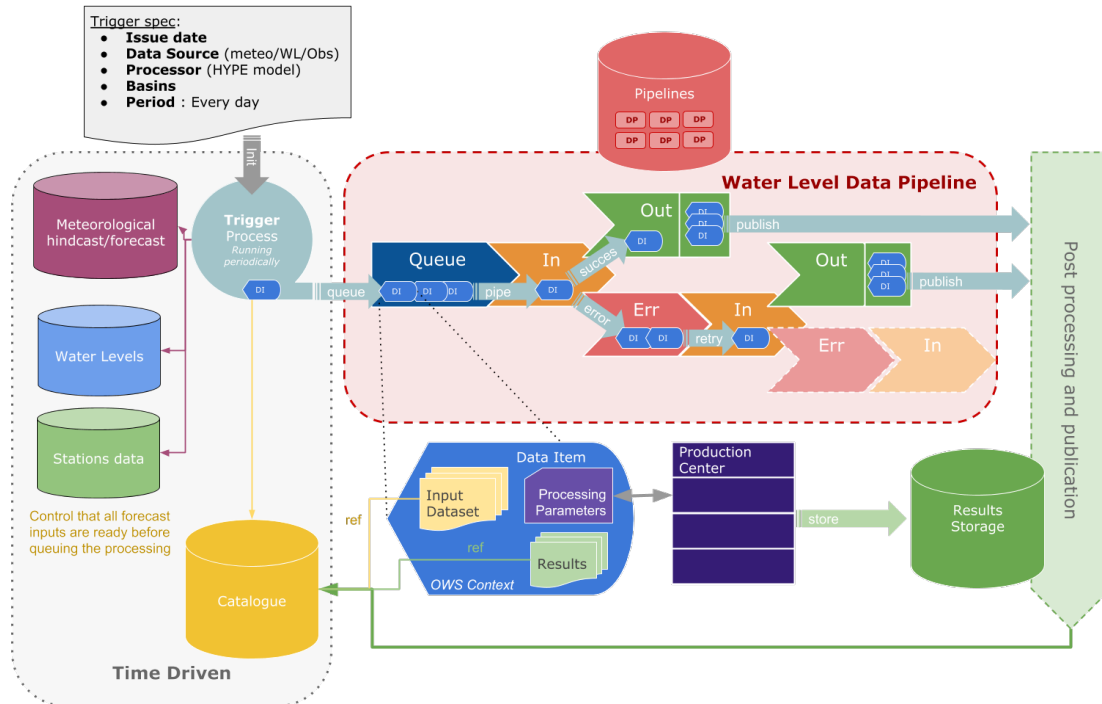 Trigger spec:
● Issue date
● Data Source (meteo/WL/Obs)
● Processor (HYPE model)
● Basins
● Period : Every day
Init
Pipelines
DP DP DP
DP DP DP
Water Level Data Pipeline
Meteorological
hindcast/forecast
Trigger
Process
Running
periodically
DI
Water Levels
Stations data
Control that all forecast
inputs are ready before
queuing the processing
Catalogue
Time Driven
queue
Queue
DI DI DI
pipe
In
DI
succes
Out
DI
DI
DI
DI
publish
error
Err
DI DI
retry
In
DI
Out
DI
DI
DI
publish
Err
In
Post processing and publication
Data Item
Input
Dataset
Processing
Parameters
Results
OWS Context
ref
ref
Production
Center
store
Results
Storage